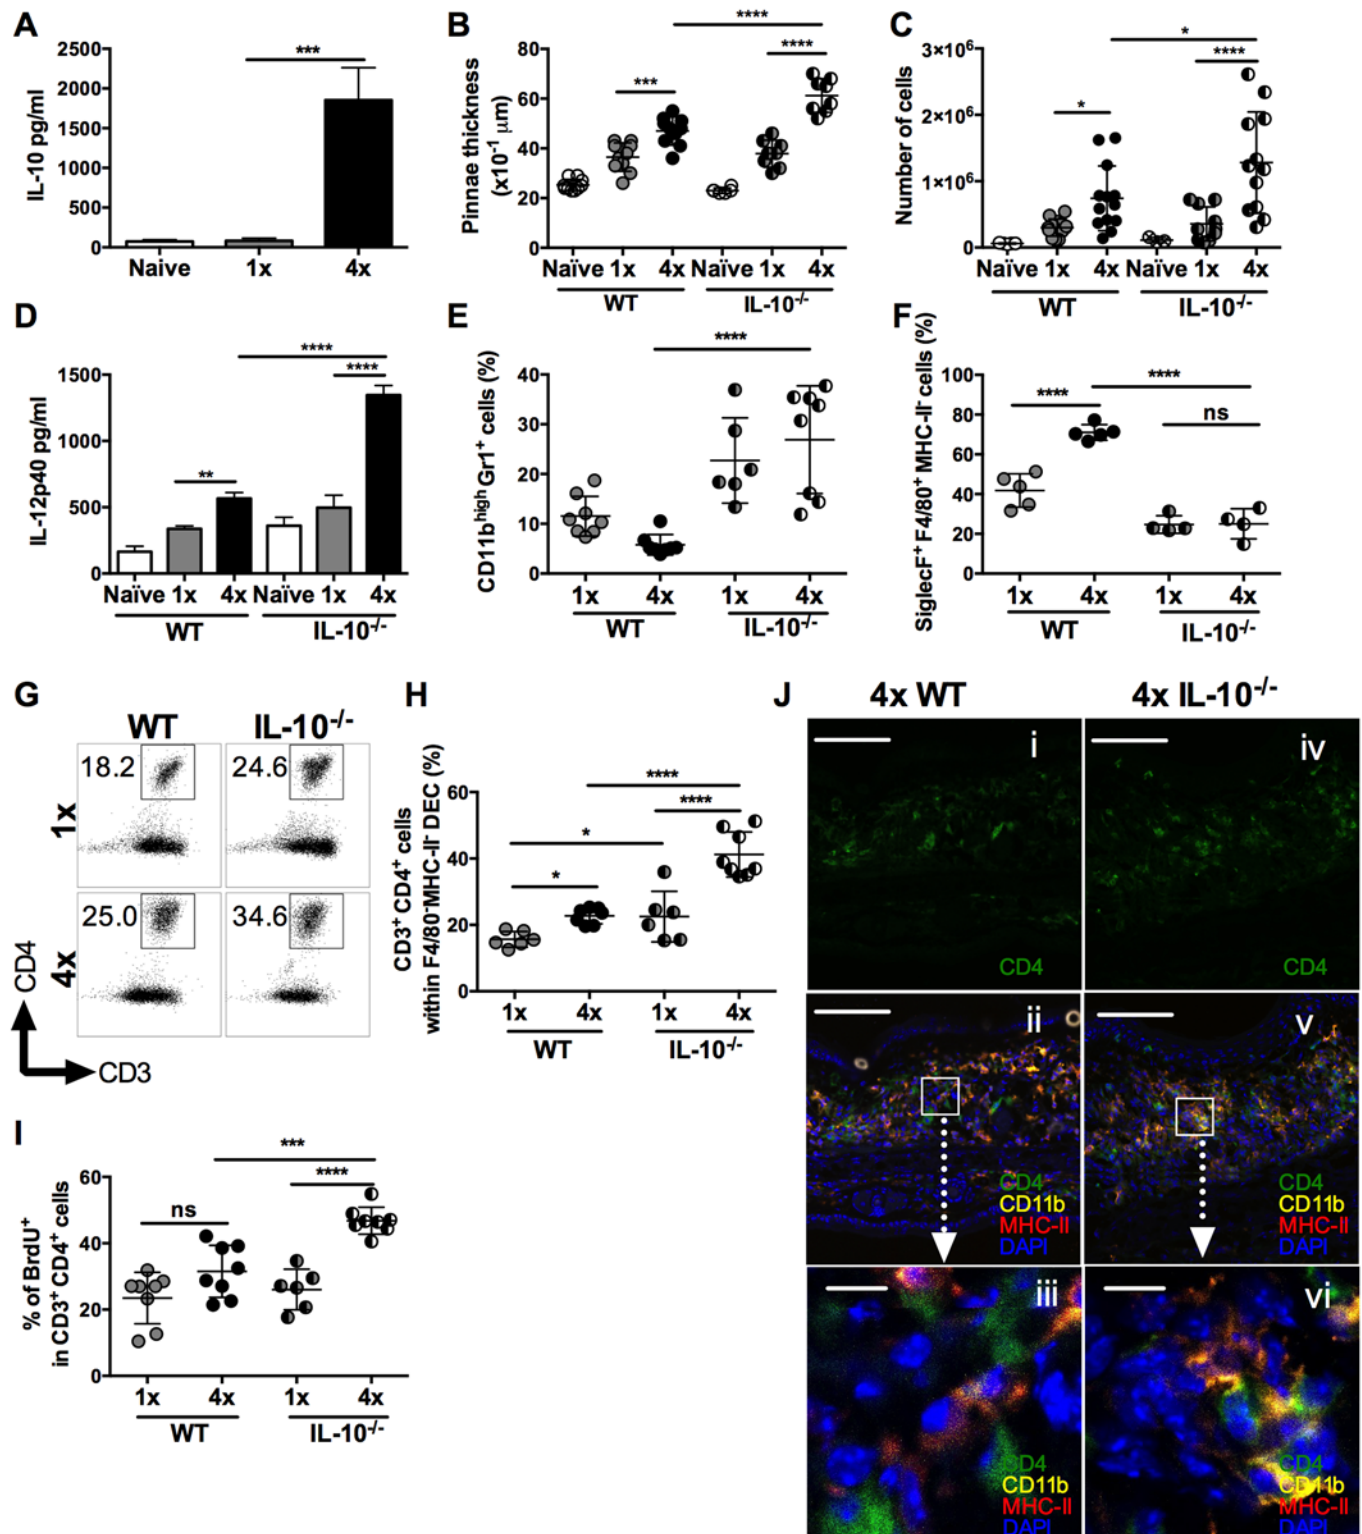 A
IL-10 pg/ml
2500
2000
1500
1000
500
0
***
Naive 1x 4x
B
Pinnae thickness
(x10-1 µm)
80
60
40
20
0
****
****
***
Naïve 1x 4x Naïve 1x 4x
WT IL-10-/-
C
Number of cells
3×10⁶
2×10⁶
1×10⁶
0
*
****
*
Naïve 1x 4x Naïve 1x 4x
WT IL-10-/-
D
IL-12p40 pg/ml
1500
1000
500
0
****
****
**
Naïve 1x 4x Naïve 1x 4x
WT IL-10-/-
E
CD11bhigh Gr1+ cells (%)
40
30
20
10
0
****
1x 4x 1x 4x
WT IL-10-/-
F
SiglecF+ F4/80+ MHC-II- cells (%)
100
80
60
40
20
0
****
****
ns
1x 4x 1x 4x
WT IL-10-/-
G
WT IL-10-/-
1x
18.2 24.6
4x
25.0 34.6
CD4
CD3
H
CD3+ CD4+ cells
within F4/80-MHC-II- DEC (%)
60
40
20
0
****
****
*
*
1x 4x 1x 4x
WT IL-10-/-
I
% of BrdU+
in CD3+ CD4+ cells
60
40
20
0
***
****
ns
1x 4x 1x 4x
WT IL-10-/-
J
4x WT 4x IL-10-/-
i
CD4
iv
CD4
ii
CD4
CD11b
MHC-II
DAPI
v
CD4
CD11b
MHC-II
DAPI
iii
CD4
CD11b
MHC-II
DAPI
vi
CD4
CD11b
MHC-II
DAPI